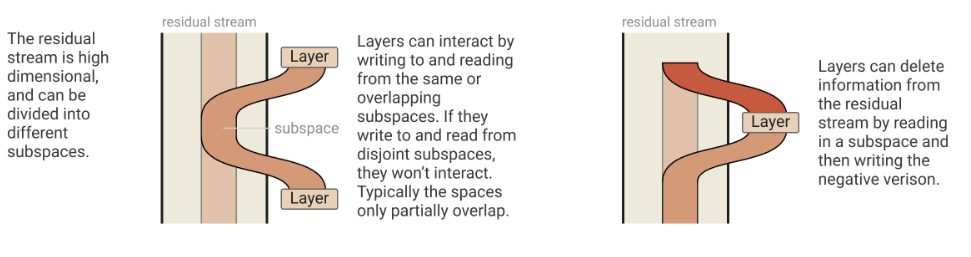 The residual
stream is high
dimensional,
and can be
divided into
different
subspaces.
residual stream
Layer
subspace
Layer
Layers can interact by
writing to and reading
from the same or
overlapping
subspaces. If they
write to and read from
disjoint subspaces,
they won't interact.
Typically the spaces
only partially overlap.
residual stream
Layer
Layers can delete
information from
the residual
stream by reading
in a subspace and
then writing the
negative verison.